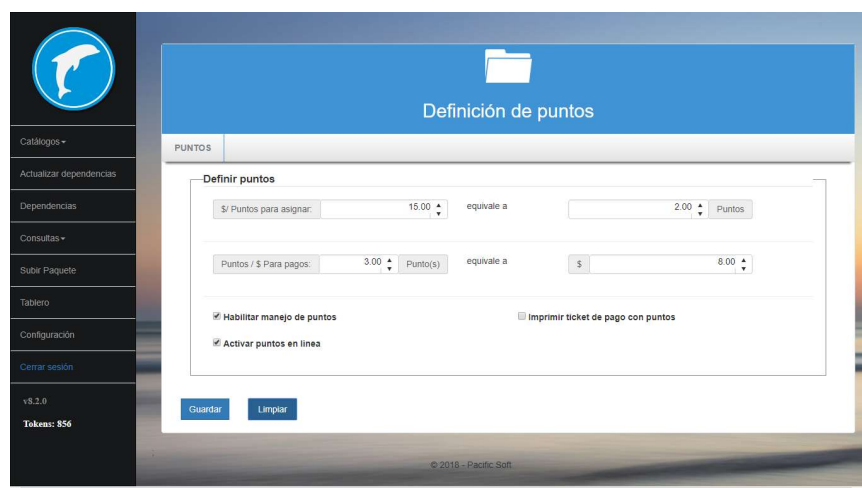 Definición de puntos
Catálogos
Actualizar dependencias
Dependencias
Consultas
Subir Paquete
Tablero
Configuración
Cerrar sesión
v8.2.0
Tokens: 856
PUNTOS
Definir puntos
$/ Puntos para asignar: 15.00 equivale a 2.00 Puntos
Puntos / $ Para pagos: 3.00 Punto(s) equivale a $ 8.00
Habilitar manejo de puntos Imprimir ticket de pago con puntos
Activar puntos en linea
Guardar Limpiar
© 2018 - Pacific Soft